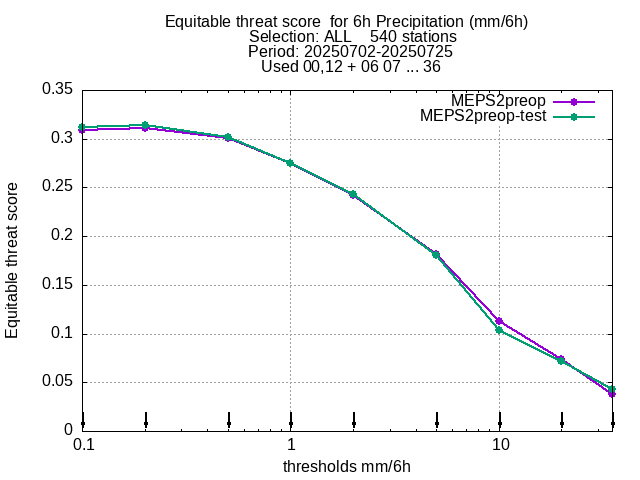 Equitable threat score  for 6h Precipitation (mm/6h)
Selection: ALL    540 stations
Period: 20250702-20250725
Used 00,12 + 06 07 ... 36
MEPS2preop
MEPS2preop-test
0.35
0.3
0.25
0.2
0.15
0.1
0.05
0
Equitable threat score
0.1 1 10
thresholds mm/6h